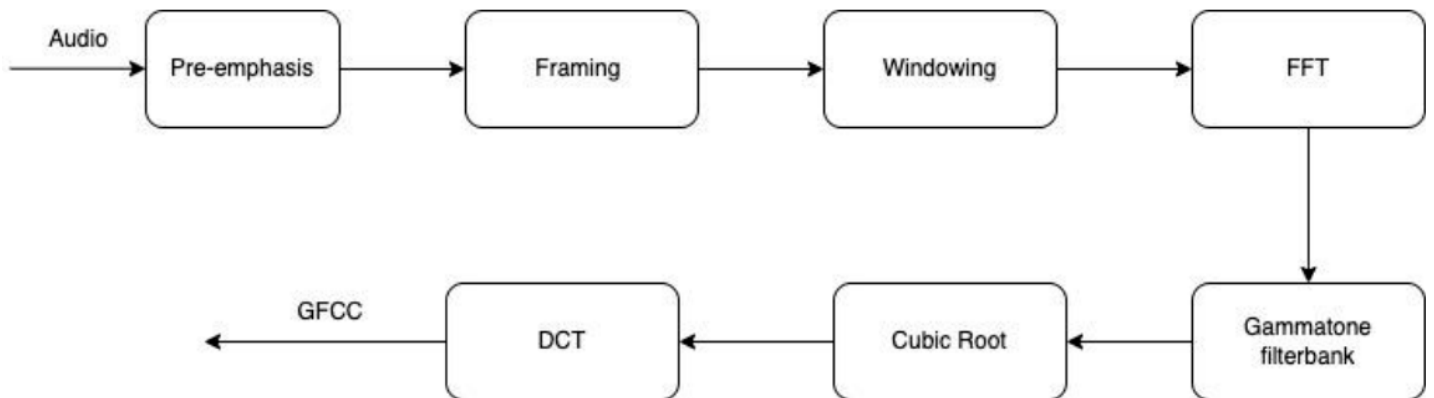 Audio
Pre-emphasis
Framing
Windowing
FFT
Gammatone
filterbank
Cubic Root
DCT
GFCC